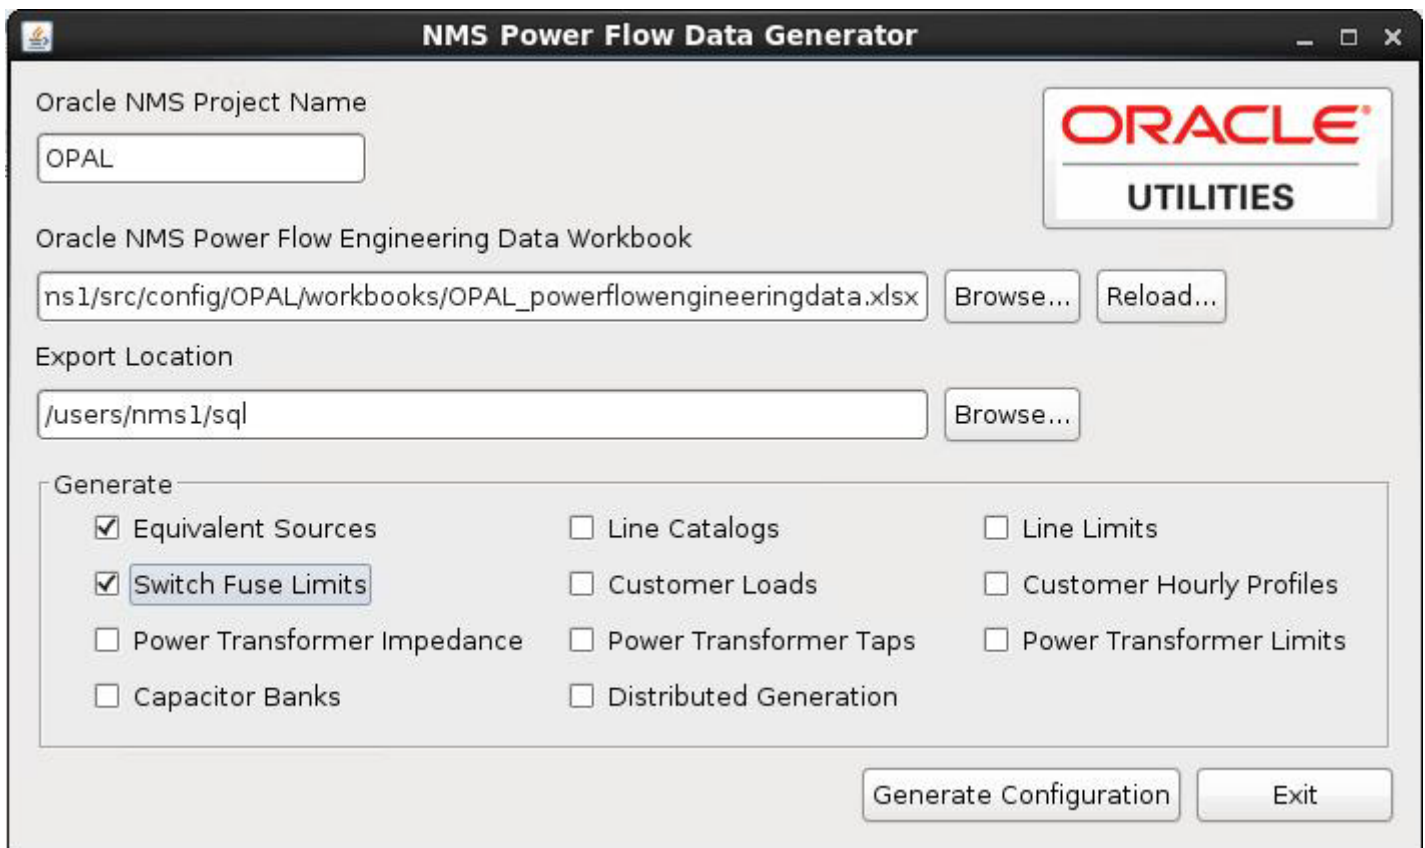 NMS Power Flow Data Generator
Oracle NMS Project Name
OPAL
ORACLE
UTILITIES
Oracle NMS Power Flow Engineering Data Workbook
ns1/src/config/OPAL/workbooks/OPAL_powerflowengineeringdata.xlsx Browse... Reload...
Export Location
/users/nms1/sql Browse...
Generate
Equivalent Sources Line Catalogs Line Limits
Switch Fuse Limits Customer Loads Customer Hourly Profiles
Power Transformer Impedance Power Transformer Taps Power Transformer Limits
Capacitor Banks Distributed Generation
Generate Configuration Exit